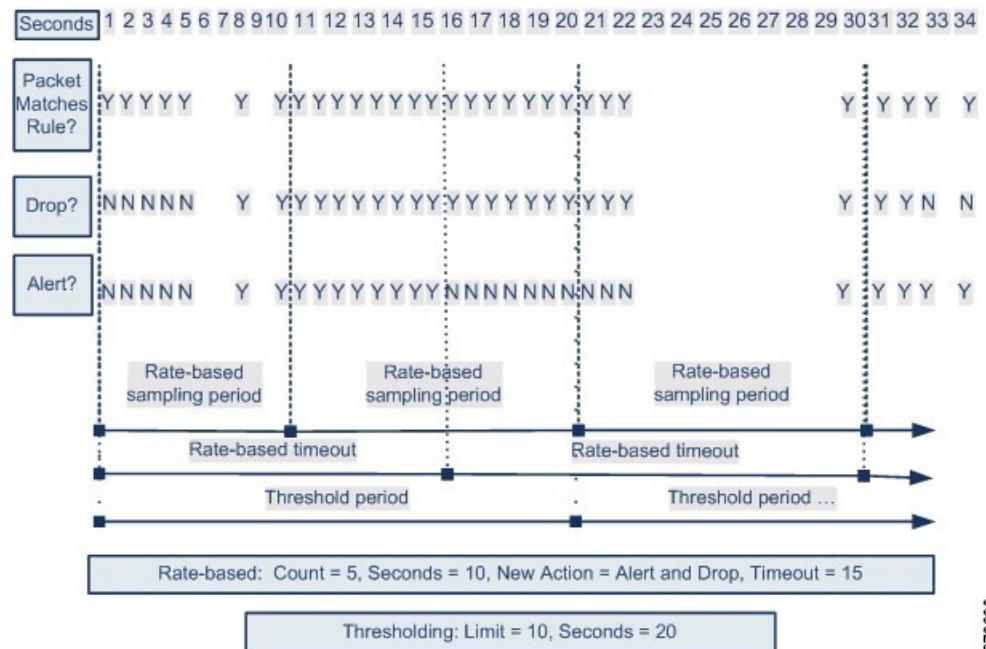 Seconds 1 2 3 4 5 6 7 8 9 10 11 12 13 14 15 16 17 18 19 20 21 22 23 24 25 26 27 28 29 30 31 32 33 34
Packet
Matches
Rule?
Y Y Y Y Y Y Y Y Y Y Y Y Y Y Y Y Y Y Y Y Y Y Y Y Y Y Y Y Y Y
Drop?
N N N N N Y Y Y Y Y Y Y Y Y Y Y Y Y Y Y Y Y Y Y Y Y Y Y N N
Alert?
N N N N N Y Y Y Y Y Y Y Y Y Y N N N N N N N N N N Y Y Y Y Y
Rate-based
sampling period
Rate-based
sampling period
Rate-based
sampling period
Rate-based timeout
Rate-based timeout
Threshold period
Threshold period ...
Rate-based: Count = 5, Seconds = 10, New Action = Alert and Drop, Timeout = 15
Thresholding: Limit = 10, Seconds = 20